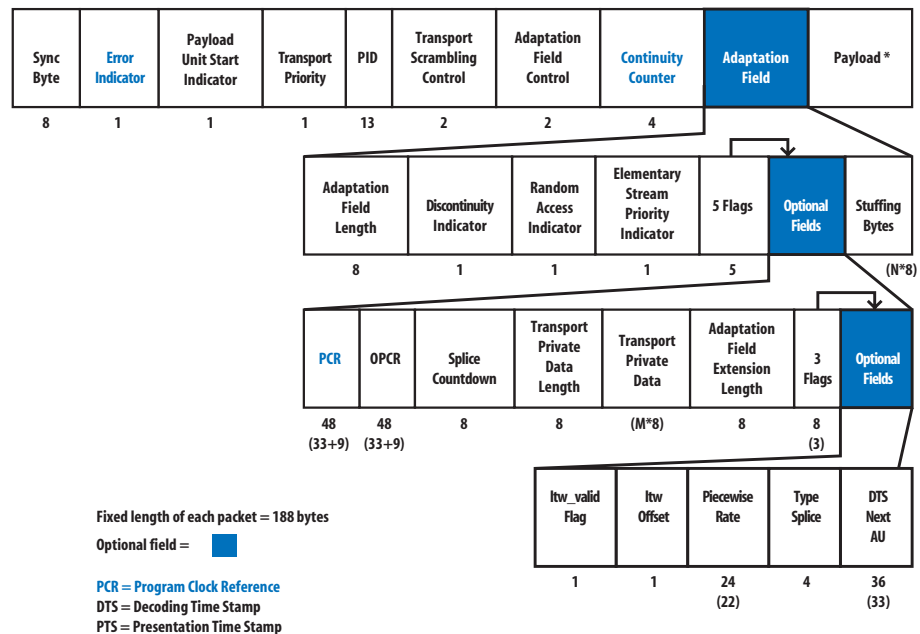 Sync Byte
Error Indicator
Payload Unit Start Indicator
Transport Priority
PID
Transport Scrambling Control
Adaptation Field Control
Continuity Counter
Adaptation Field
Payload *
8 1 1 1 13 2 2 4
Adaptation Field Length
Discontinuity Indicator
Random Access Indicator
Elementary Stream Priority Indicator
5 Flags
Optional Fields
Stuffing Bytes
8 1 1 1 5 (N*8)
PCR
OPCR
Splice Countdown
Transport Private Data Length
Transport Private Data
Adaptation Field Extension Length
3 Flags
Optional Fields
48 (33+9)
48 (33+9)
8
8
(M*8)
8
8 (3)
ltw_valid Flag
ltw Offset
Piecewise Rate
Type Splice
DTS Next AU
1
1
24 (22)
4
36 (33)
Fixed length of each packet = 188 bytes
Optional field =
PCR = Program Clock Reference
DTS = Decoding Time Stamp
PTS = Presentation Time Stamp